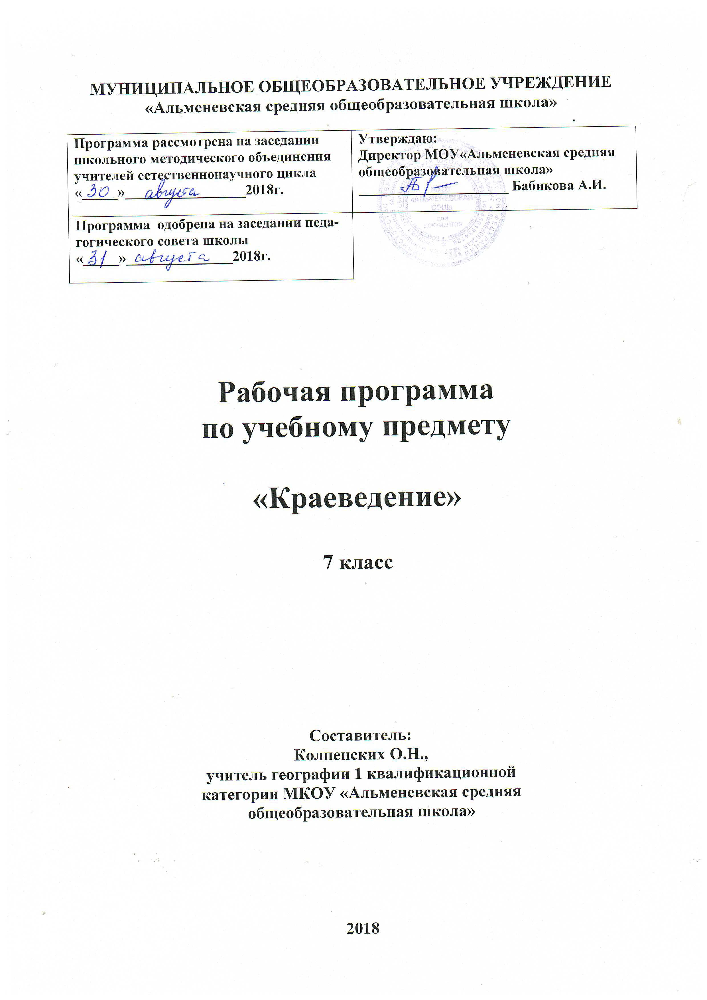 МУНИЦИПАЛЬНОЕ ОБЩЕОБРАЗОВАТЕЛЬНОЕ УЧРЕЖДЕНИЕ
«Альменевская средняя общеобразовательная школа»
Программа рассмотрена на заседании
школьного методического объединения
учителей естественнонаучного цикла
«30» августа 2018г.
Утверждаю:
Директор МОУ«Альменевская средняя
общеобразовательная школа»
Бабикова А.И.
«АЛЬМЕНЕВСКАЯ
СОШ»
ДЛЯ
ДОКУМЕНТОВ
Программа одобрена на заседании педа-
гогического совета школы
«31» августа 2018г.
Рабочая программа
по учебному предмету
«Краеведение»
7 класс
Составитель:
Колпенских О.Н.,
учитель географии 1 квалификационной
категории МКОУ «Альменевская средняя
общеобразовательная школа»
2018